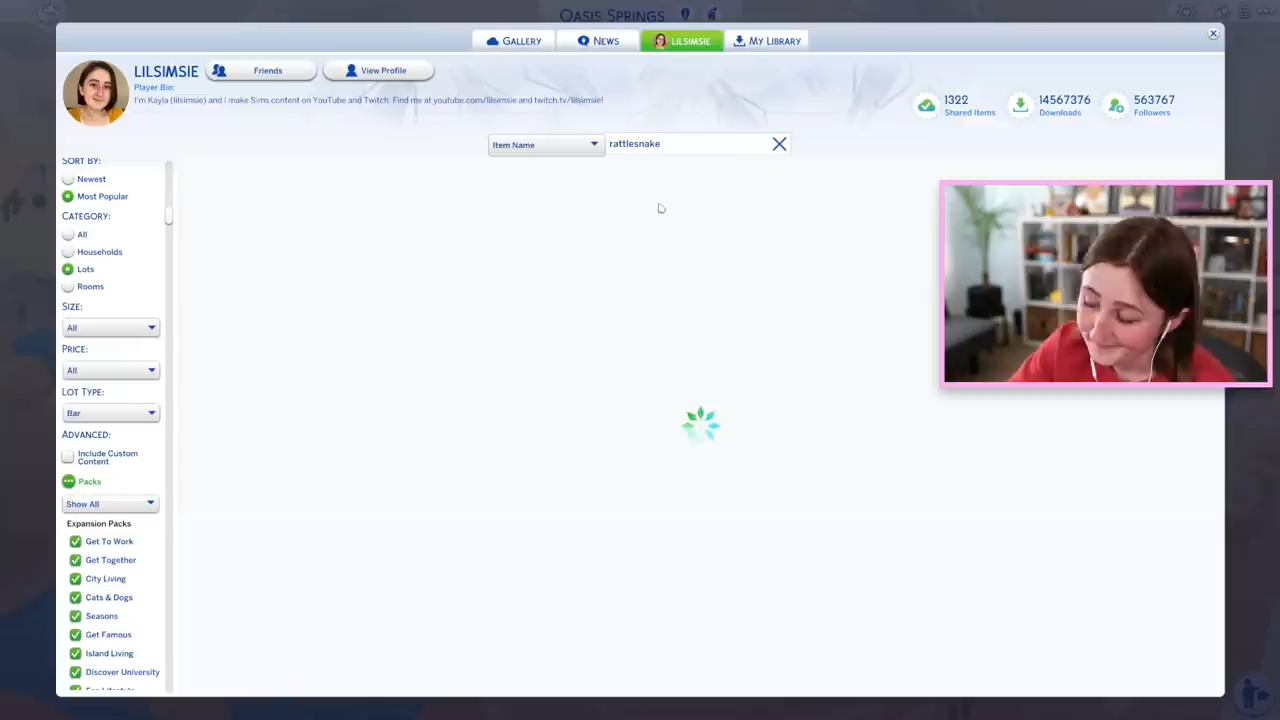 OASIS SPRINGS
GALLERY
NEWS
LILSIMSIE
MY LIBRARY
LILSIMSIE
Friends
View Profile
Player Bio:
I'm Kayla (lilsimsie) and I make Sims content on YouTube and Twitch. Find me at youtube.com/lilsimsie and twitch.tv/lilsimsie!
1322
Shared Items
14567376
Downloads
563767
Followers
Item Name
rattlesnake
SORT BY:
Newest
Most Popular
CATEGORY:
All
Households
Lots
Rooms
SIZE:
All
PRICE:
All
LOT TYPE:
Bar
ADVANCED:
Include Custom
Content
Packs
Show All
Expansion Packs
Get To Work
Get Together
City Living
Cats & Dogs
Seasons
Get Famous
Island Living
Discover University